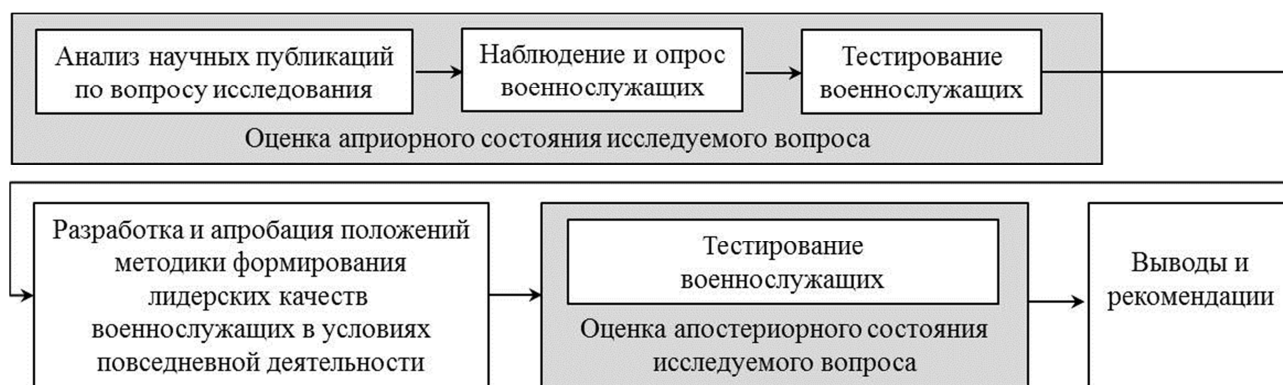 Анализ научных публикаций
по вопросу исследования
Наблюдение и опрос
военнослужащих
Тестирование
военнослужащих
Оценка априорного состояния исследуемого вопроса
Разработка и апробация положений
методики формирования
лидерских качеств
военнослужащих в условиях
повседневной деятельности
Тестирование
военнослужащих
Оценка апостериорного состояния
исследуемого вопроса
Выводы и
рекомендации